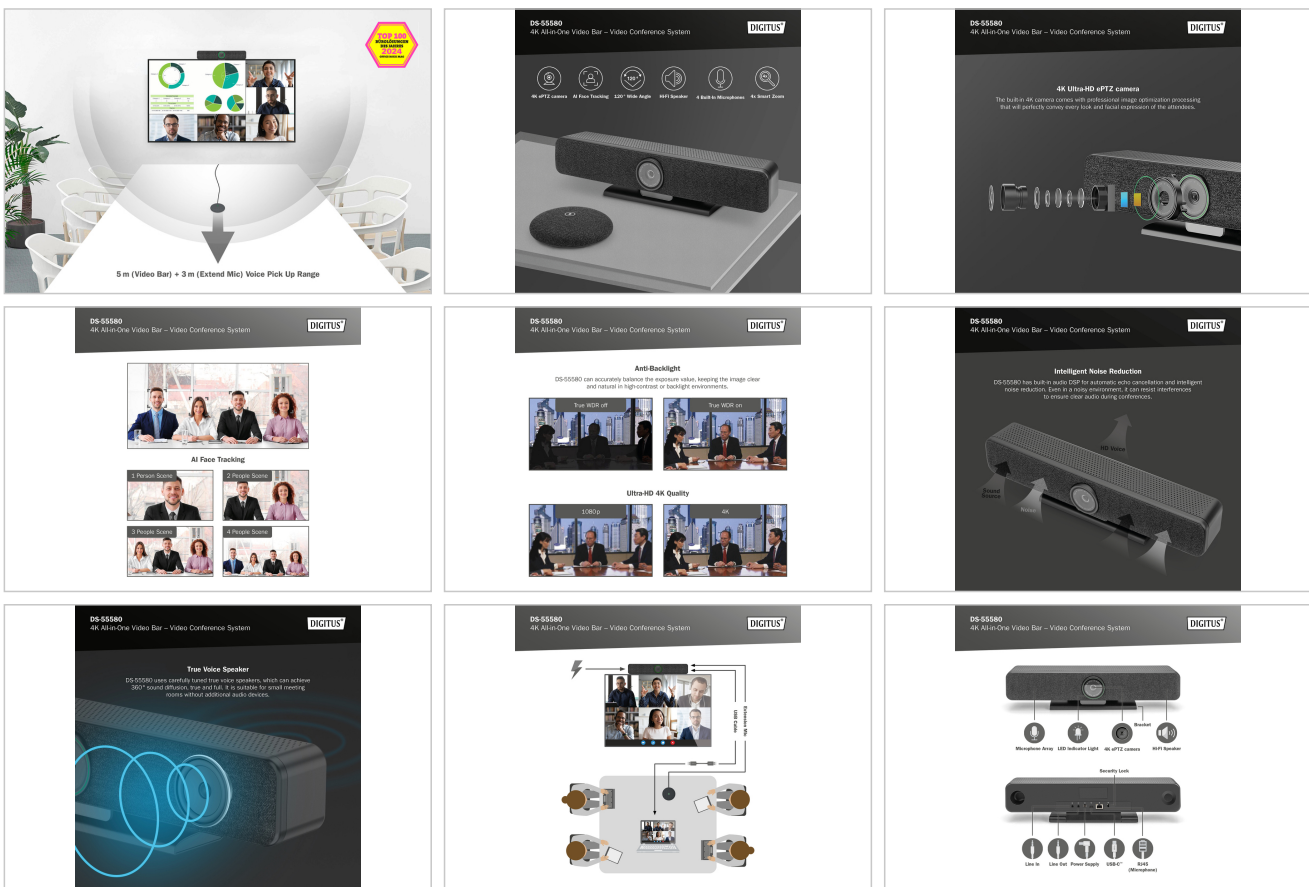 TOP 100
BÜROLÖSUNGEN
DES JAHRES
2024
5 m (Video Bar) + 3 m (Extend Mic) Voice Pick Up Range
DS-55580
4K All-in-One Video Bar – Video Conference System
DIGITUS®
4K ePTZ camera
AI Face Tracking
120°
120° Wide Angle
Hi-Fi Speaker
4 Built-In Microphones
4x
4x Smart Zoom
DS-55580
4K All-in-One Video Bar – Video Conference System
DIGITUS®
4K Ultra-HD ePTZ camera
The built-in 4K camera comes with professional image optimization processing
that will perfectly convey every look and facial expression of the attendees.
DS-55580
4K All-in-One Video Bar – Video Conference System
DIGITUS®
AI Face Tracking
1 Person Scene
2 People Scene
3 People Scene
4 People Scene
DS-55580
4K All-in-One Video Bar – Video Conference System
DIGITUS®
Anti-Backlight
DS-55580 can accurately balance the exposure value, keeping the image clear
and natural in high-contrast or backlight environments.
True WDR off
True WDR on
Ultra-HD 4K Quality
1080p
4K
DS-55580
4K All-in-One Video Bar – Video Conference System
DIGITUS®
Intelligent Noise Reduction
DS-55580 has built-in audio DSP for automatic echo cancellation and intelligent
noise reduction. Even in a noisy environment, it can resist interferences
to ensure clear audio during conferences.
HD Voice
Sound
Source
Noise
DS-55580
4K All-in-One Video Bar – Video Conference System
DIGITUS®
True Voice Speaker
DS-55580 uses carefully tuned true voice speakers, which can achieve
360° sound diffusion, true and full. It is suitable for small meeting
rooms without additional audio devices.
DS-55580
4K All-in-One Video Bar – Video Conference System
DIGITUS®
USB Cable
Extension Mic
DS-55580
4K All-in-One Video Bar – Video Conference System
DIGITUS®
Bracket
Microphone Array
LED Indicator Light
4K ePTZ camera
Hi-Fi Speaker
Security Lock
Line In
Line Out
Power Supply
USB-C™
RJ45
(Microphone)